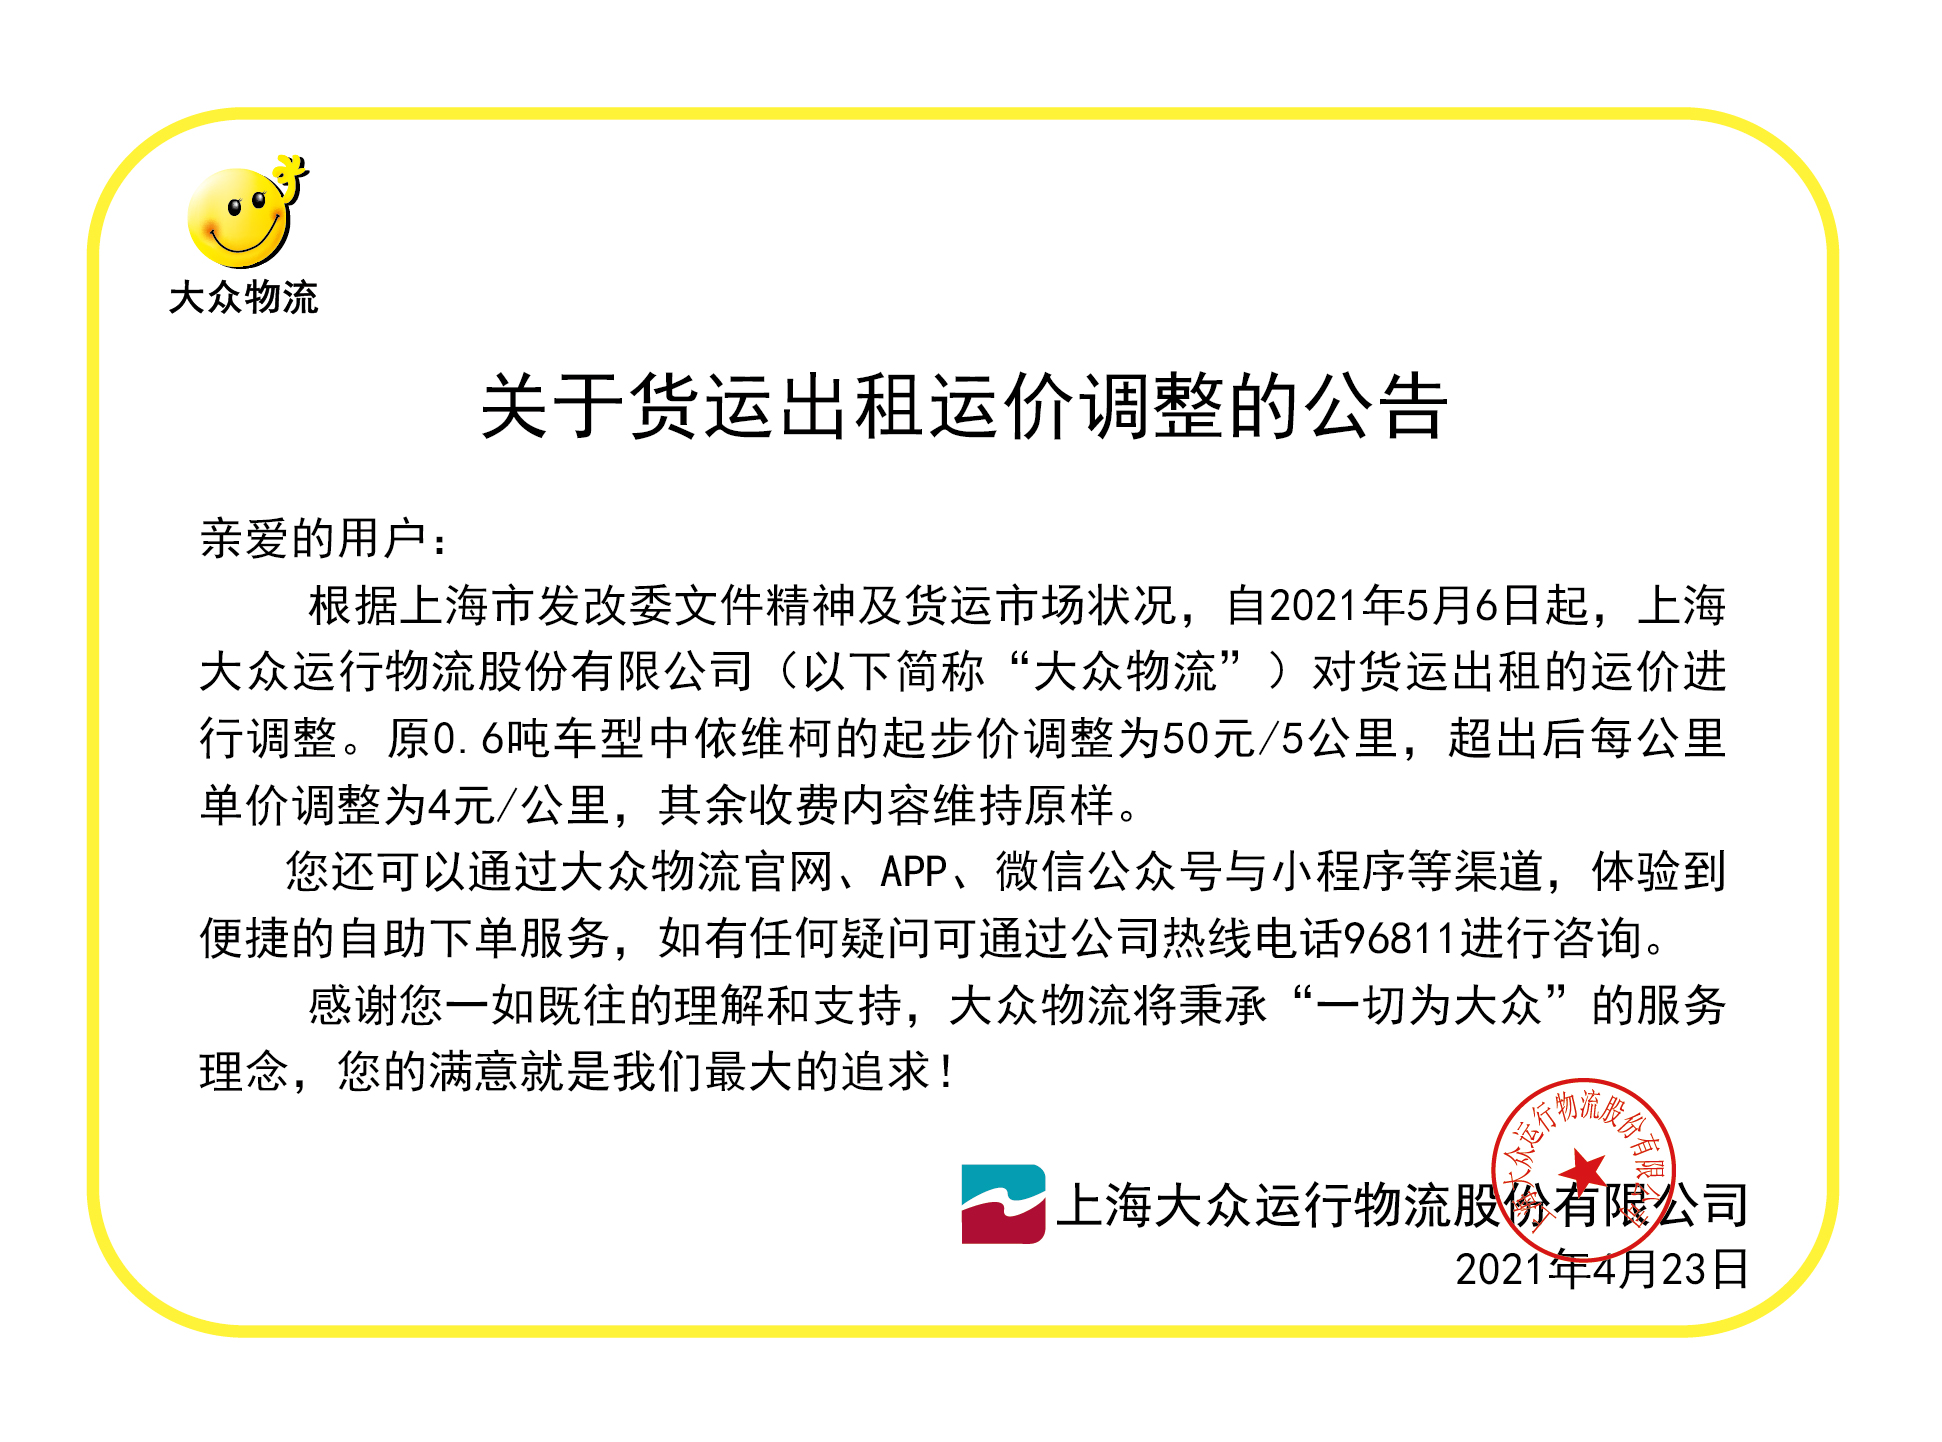 大众物流
关于货运出租运价调整的公告
亲爱的用户：
根据上海市发改委文件精神及货运市场状况，自2021年5月6日起，上海
大众运行物流股份有限公司（以下简称“大众物流”）对货运出租的运价进
行调整。原0.6吨车型中依维柯的起步价调整为50元/5公里，超出后每公里
单价调整为4元/公里，其余收费内容维持原样。
您还可以通过大众物流官网、APP、微信公众号与小程序等渠道，体验到
便捷的自助下单服务，如有任何疑问可通过公司热线电话96811进行咨询。
感谢您一如既往的理解和支持，大众物流将秉承“一切为大众”的服务
理念，您的满意就是我们最大的追求！
上海大众运行物流股份有限公司
上海大众运行物流股份有限公司
2021年4月23日